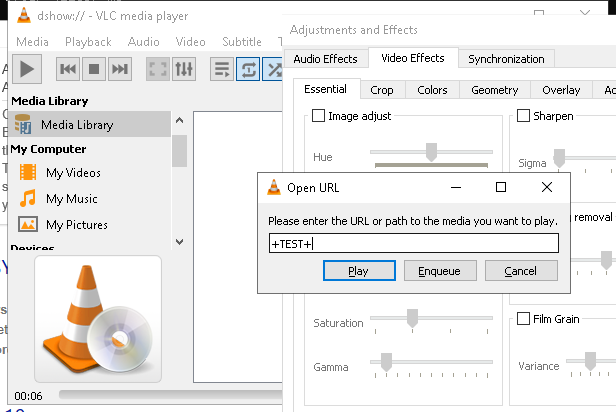 dshow:// - VLC media player
Media Playback Audio Video Subtitle
Media Library
Media Library
My Computer
My Videos
My Music
My Pictures
Devices
00:06
Adjustments and Effects
Audio Effects Video Effects Synchronization
Essential Crop Colors Geometry Overlay
Image adjust
Hue
Saturation
Gamma
Sharpen
Sigma
removal
Film Grain
Variance
Open URL
Please enter the URL or path to the media you want to play.
+TEST+
Play Enqueue Cancel